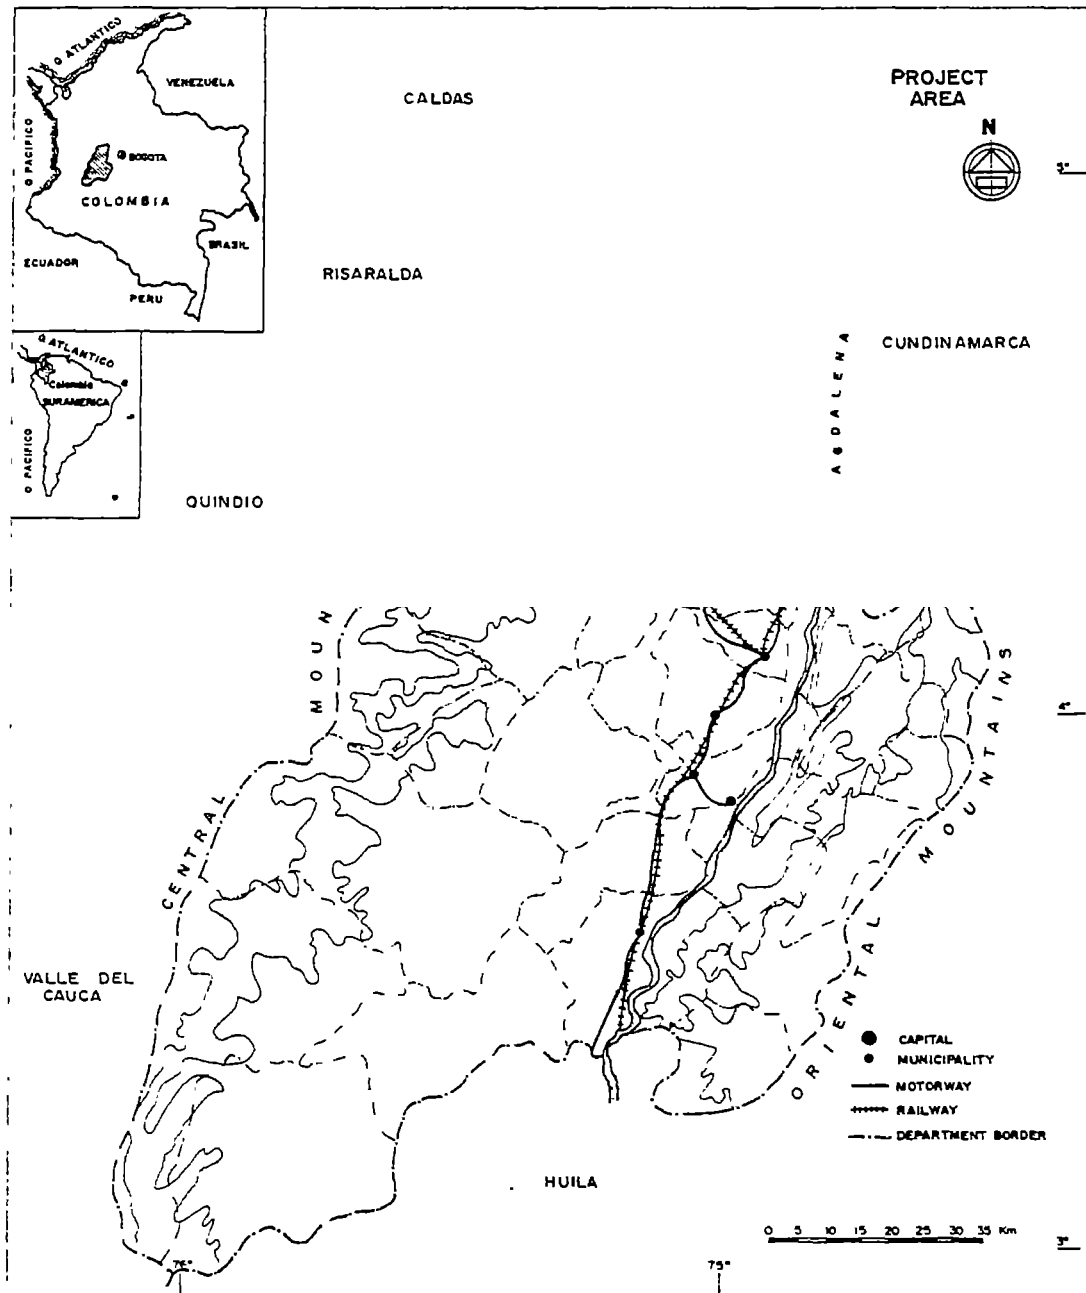 O ATLANTICO
VENEZUELA
O PACIFICO
BOGOTA
COLOMBIA
BRASIL
ECUADOR
PERU
O ATLANTICO
Colombia
SURAMERICA
O PACIFICO
CALDAS
PROJECT
AREA
N
5°
RISARALDA
CUNDINAMARCA
AGDALENA
QUINDIO
CENTRAL
MOUN
4°
ORIENTAL
MOUNTAINS
VALLE DEL
CAUCA
CAPITAL
MUNICIPALITY
MOTORWAY
RAILWAY
DEPARTMENT BORDER
HUILA
0 5 10 15 20 25 30 35 Km
3°
76°
75°